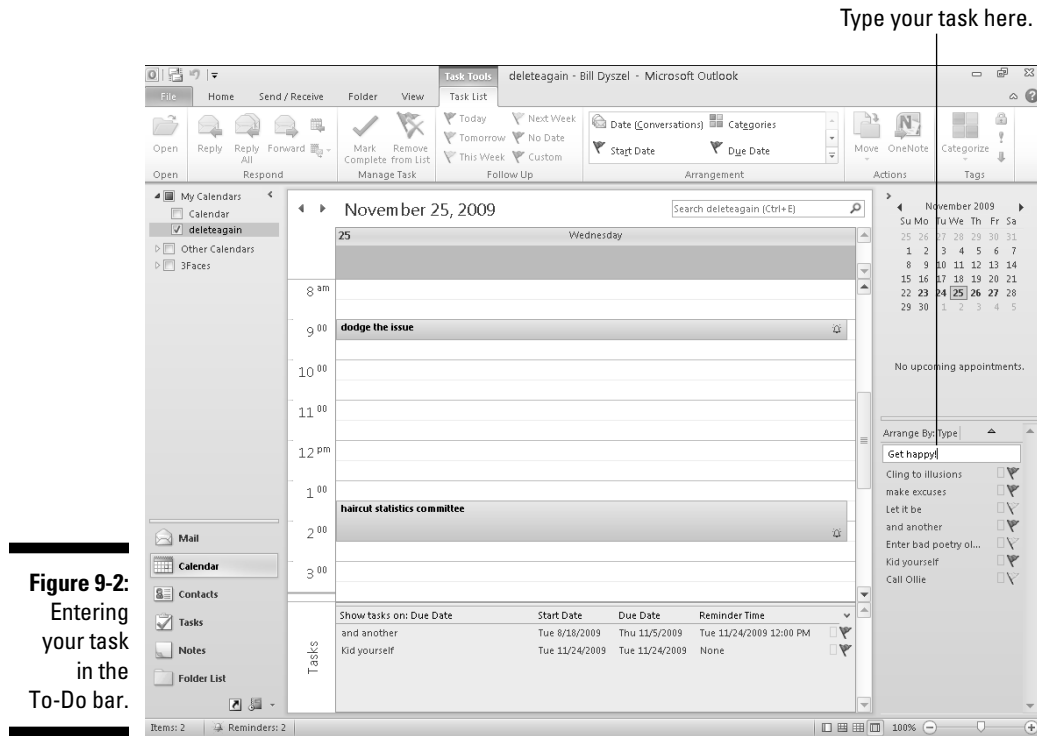 Type your task here.
Task Tools
deleteagain - Bill Dyszel - Microsoft Outlook
File
Home
Send / Receive
Folder
View
Task List
Open
Reply
Reply All
Forward
Mark Complete
Remove from List
Today
Tomorrow
This Week
Next Week
No Date
Custom
Date (Conversations)
Categories
Start Date
Due Date
Move
OneNote
Categorize
Open
Respond
Manage Task
Follow Up
Arrangement
Actions
Tags
My Calendars
Calendar
deleteagain
Other Calendars
3Faces
November 25, 2009
Search deleteagain (Ctrl+E)
25
Wednesday
8 am
9 00
dodge the issue
10 00
11 00
12 pm
1 00
haircut statistics committee
2 00
3 00
November 2009
Su Mo Tu We Th Fr Sa
25 26 27 28 29 30 31
1 2 3 4 5 6 7
8 9 10 11 12 13 14
15 16 17 18 19 20 21
22 23 24 25 26 27 28
29 30 1 2 3 4 5
No upcoming appointments.
Arrange By: Type
Get happy!
Cling to illusions
make excuses
Let it be
and another
Enter bad poetry ol...
Kid yourself
Call Ollie
Mail
Calendar
Contacts
Tasks
Notes
Folder List
Tasks
Show tasks on: Due Date
Start Date
Due Date
Reminder Time
and another
Tue 8/18/2009
Thu 11/5/2009
Tue 11/24/2009 12:00 PM
Kid yourself
Tue 11/24/2009
Tue 11/24/2009
None
Items: 2
Reminders: 2
100%
Figure 9-2:
Entering
your task
in the
To-Do bar.